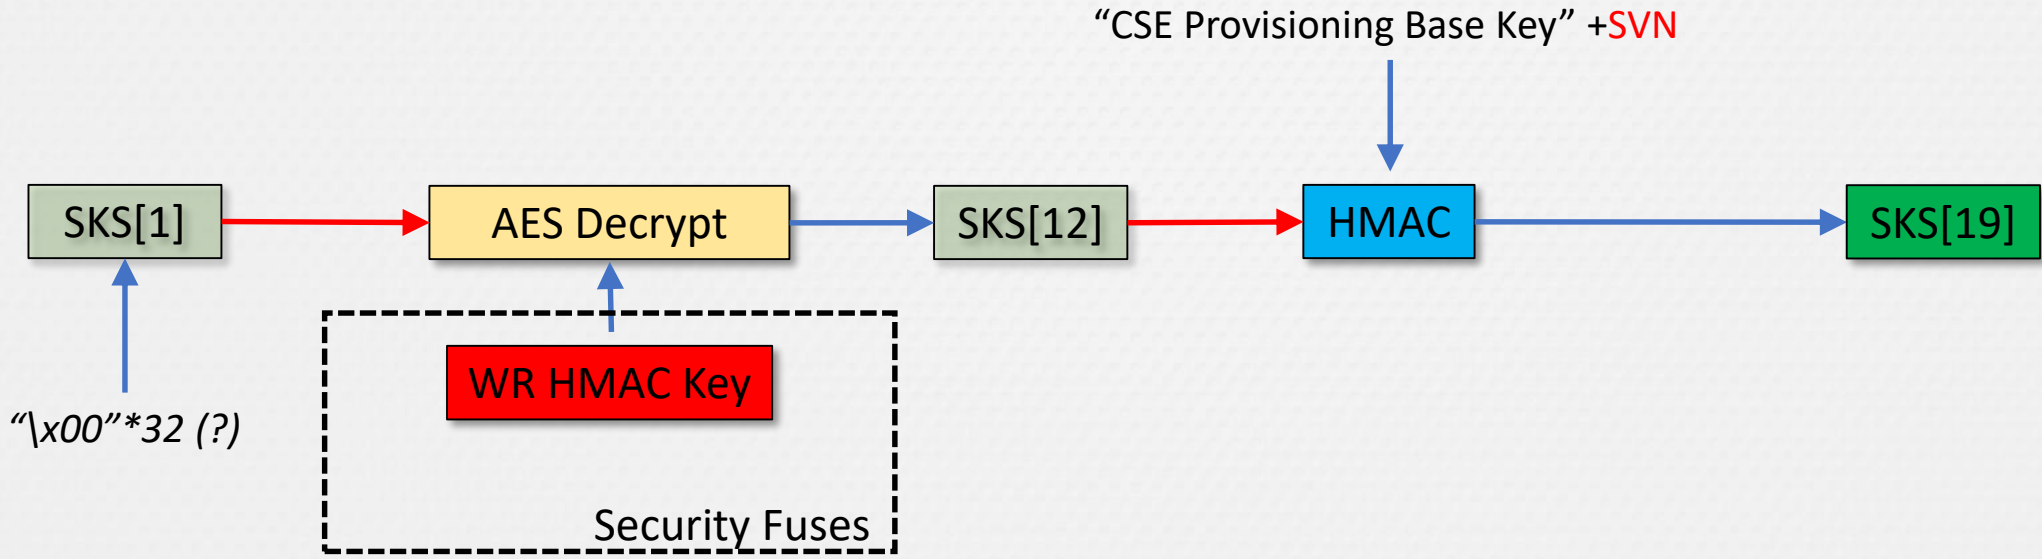 “CSE Provisioning Base Key” +SVN
SKS[1]
AES Decrypt
SKS[12]
HMAC
SKS[19]
WR HMAC Key
“\x00”*32 (?)
Security Fuses